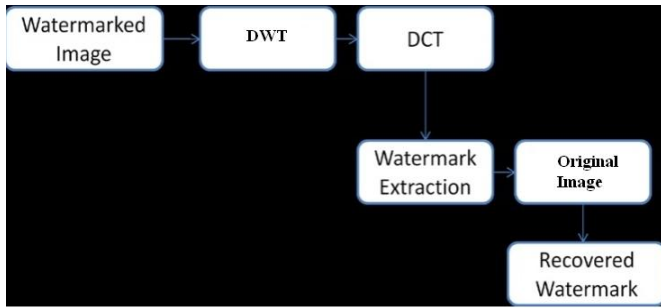 Watermarked
Image
DWT
DCT
Watermark
Extraction
Original
Image
Recovered
Watermark